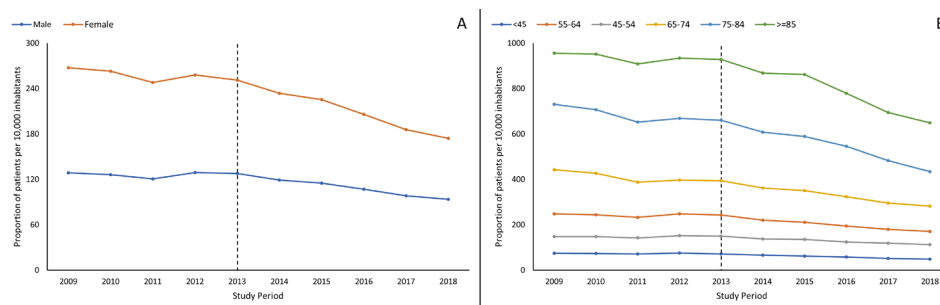 Male Female A
Proportion of patients per 10,000 inhabitants
300
240
180
120
60
0
2009 2010 2011 2012 2013 2014 2015 2016 2017 2018
Study Period
<45 55-64 45-54 65-74 75-84 >=85
Proportion of patients per 10,000 inhabitants
1000
800
600
400
200
0
2009 2010 2011 2012 2013 2014 2015 2016 2017 2018
Study Period